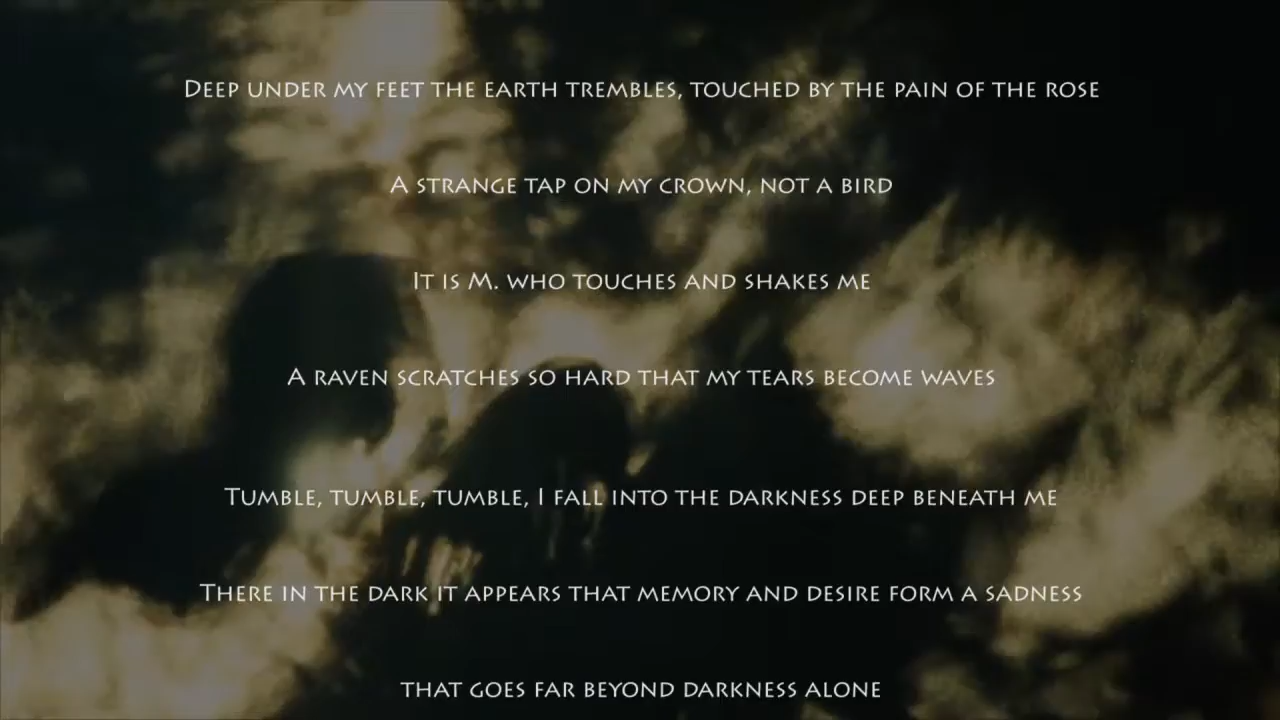 Deep under my feet the earth trembles, touched by the pain of the rose
A strange tap on my crown, not a bird
It is M. who touches and shakes me
A raven scratches so hard that my tears become waves
Tumble, tumble, tumble, I fall into the darkness deep beneath me
There in the dark it appears that memory and desire form a sadness
that goes far beyond darkness alone